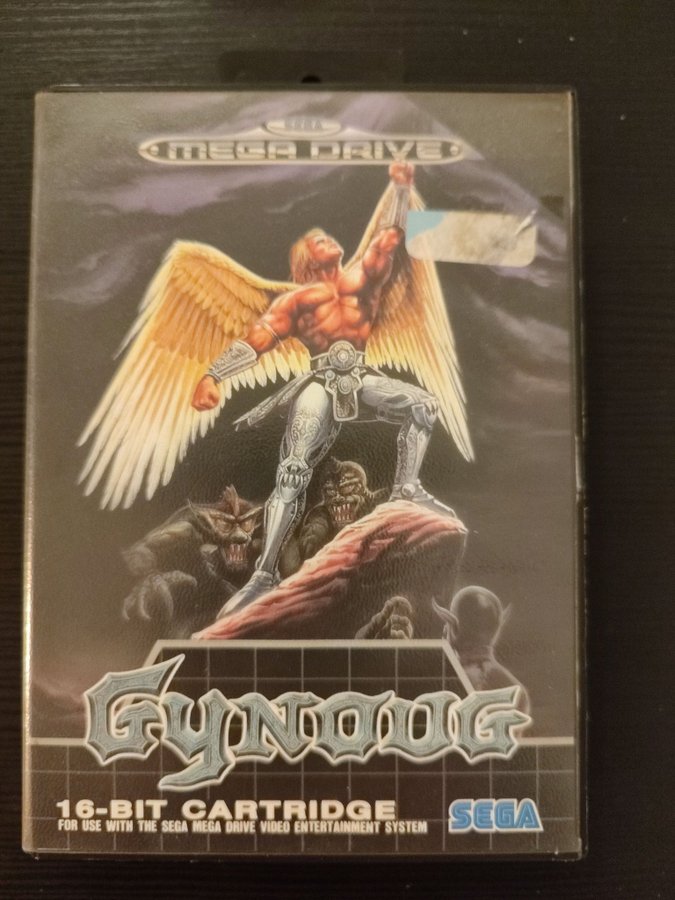 SEGA
MEGA DRIVE
GYNOUG
16-BIT CARTRIDGE
FOR USE WITH THE SEGA MEGA DRIVE VIDEO ENTERTAINMENT SYSTEM
SEGA